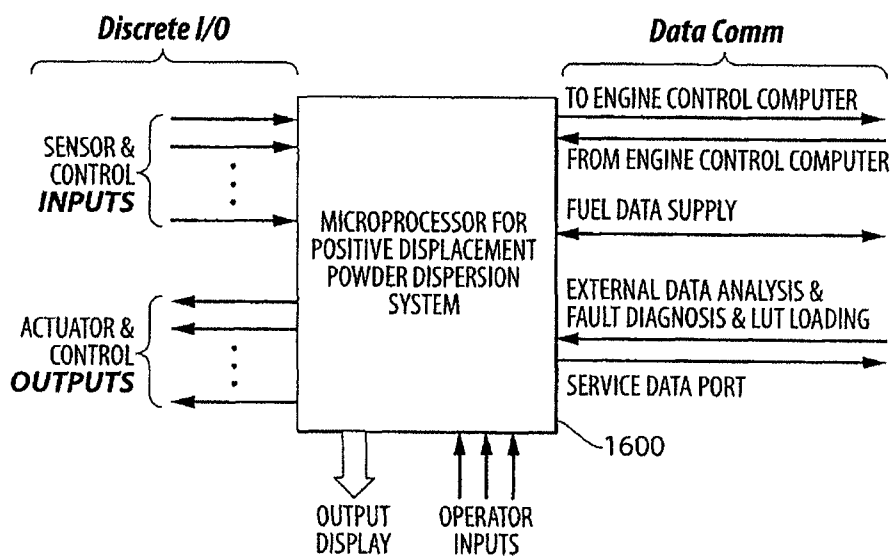 Discrete I/O
Data Comm
SENSOR &
CONTROL
INPUTS
ACTUATOR &
CONTROL
OUTPUTS
MICROPROCESSOR FOR
POSITIVE DISPLACEMENT
POWDER DISPERSION
SYSTEM
TO ENGINE CONTROL COMPUTER
FROM ENGINE CONTROL COMPUTER
FUEL DATA SUPPLY
EXTERNAL DATA ANALYSIS &
FAULT DIAGNOSIS & LUT LOADING
SERVICE DATA PORT
1600
OUTPUT
DISPLAY
OPERATOR
INPUTS